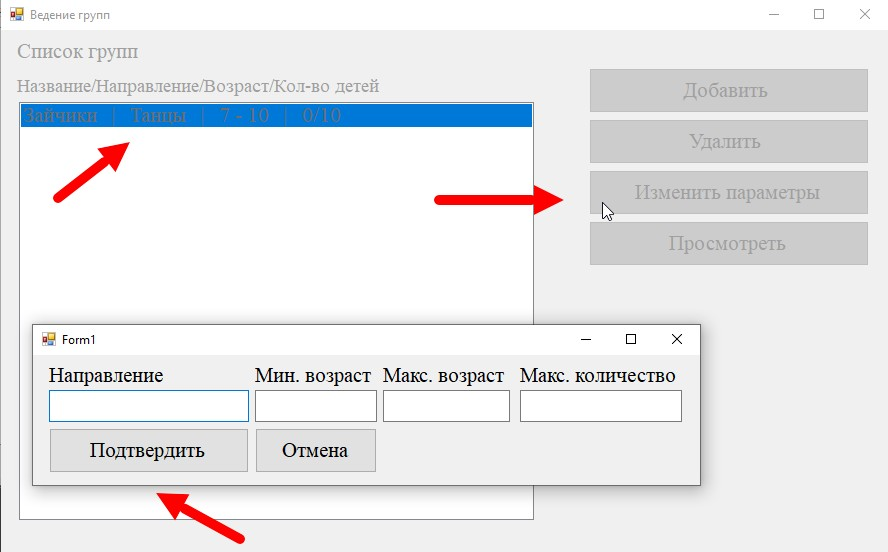 Ведение групп
Список групп
Название/Направление/Возраст/Кол-во детей
Зайчики | Танцы | 7 - 10 | 0/10
Добавить
Удалить
Изменить параметры
Просмотреть
Form1
Направление Мин. возраст Макс. возраст Макс. количество
Подтвердить Отмена